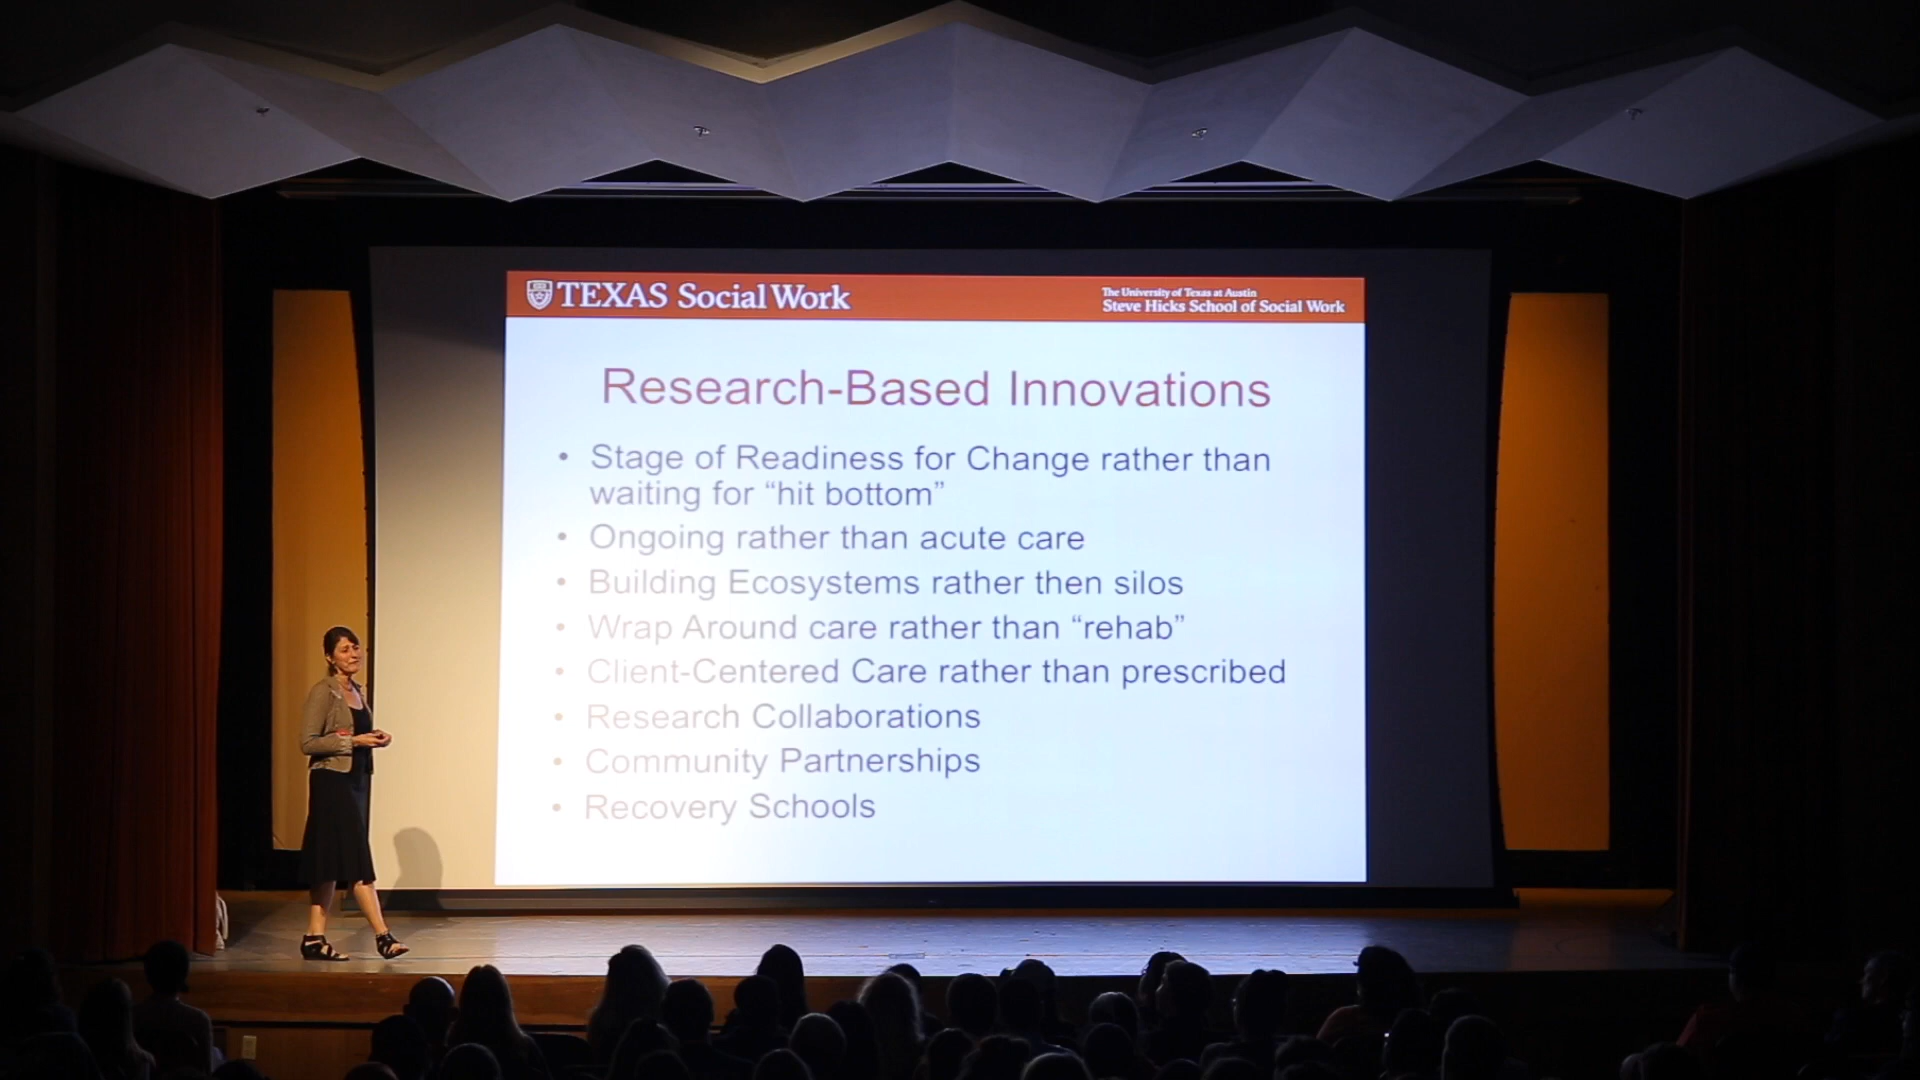 TEXAS Social Work
The University of Texas at Austin
Steve Hicks School of Social Work
Research-Based Innovations
• Stage of Readiness for Change rather than
waiting for “hit bottom”
• Ongoing rather than acute care
• Building Ecosystems rather then silos
• Wrap Around care rather than “rehab”
• Client-Centered Care rather than prescribed
• Research Collaborations
• Community Partnerships
• Recovery Schools